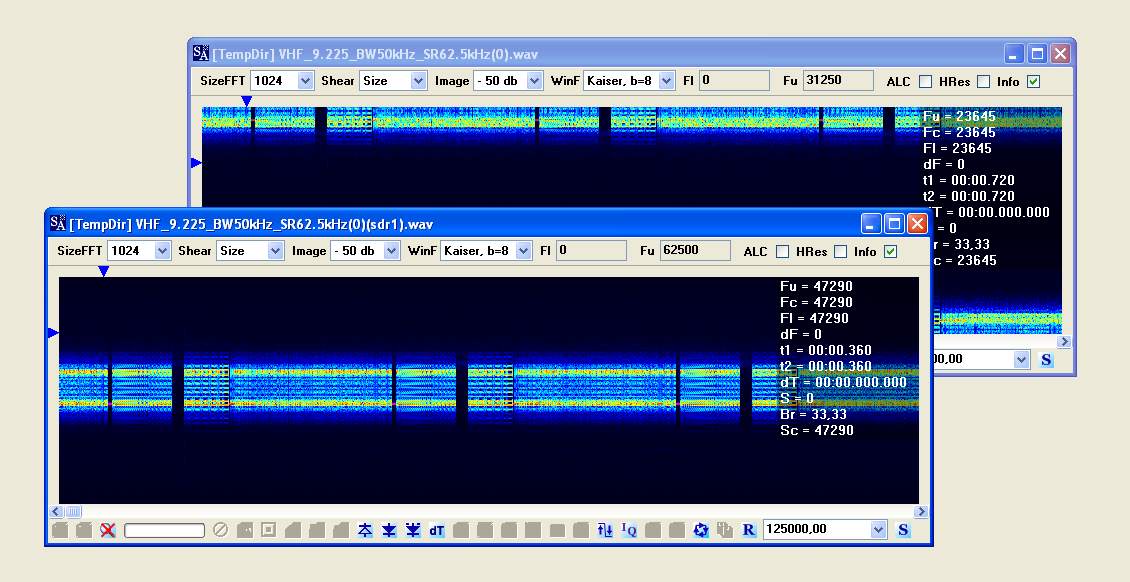 SA [TempDir] VHF_9.225_BW50kHz_SR62.5kHz(0).wav
SizeFFT 1024 Shear Size Image - 50 db WinF Kaiser, b=8 Fl 0 Fu 31250 ALC HRes Info
Fu = 23645
Fc = 23645
Fl = 23645
dF = 0
t1 = 00:00.720
t2 = 00:00.720
= 00:00.000.000
= 0
r = 33,33
c = 23645
00,00 S
SA [TempDir] VHF_9.225_BW50kHz_SR62.5kHz(0)(sdr1).wav
SizeFFT 1024 Shear Size Image - 50 db WinF Kaiser, b=8 Fl 0 Fu 62500 ALC HRes Info
Fu = 47290
Fc = 47290
Fl = 47290
dF = 0
t1 = 00:00.360
t2 = 00:00.360
dT = 00:00.000.000
S = 0
Br = 33,33
Sc = 47290
dT IQ R 125000,00 S